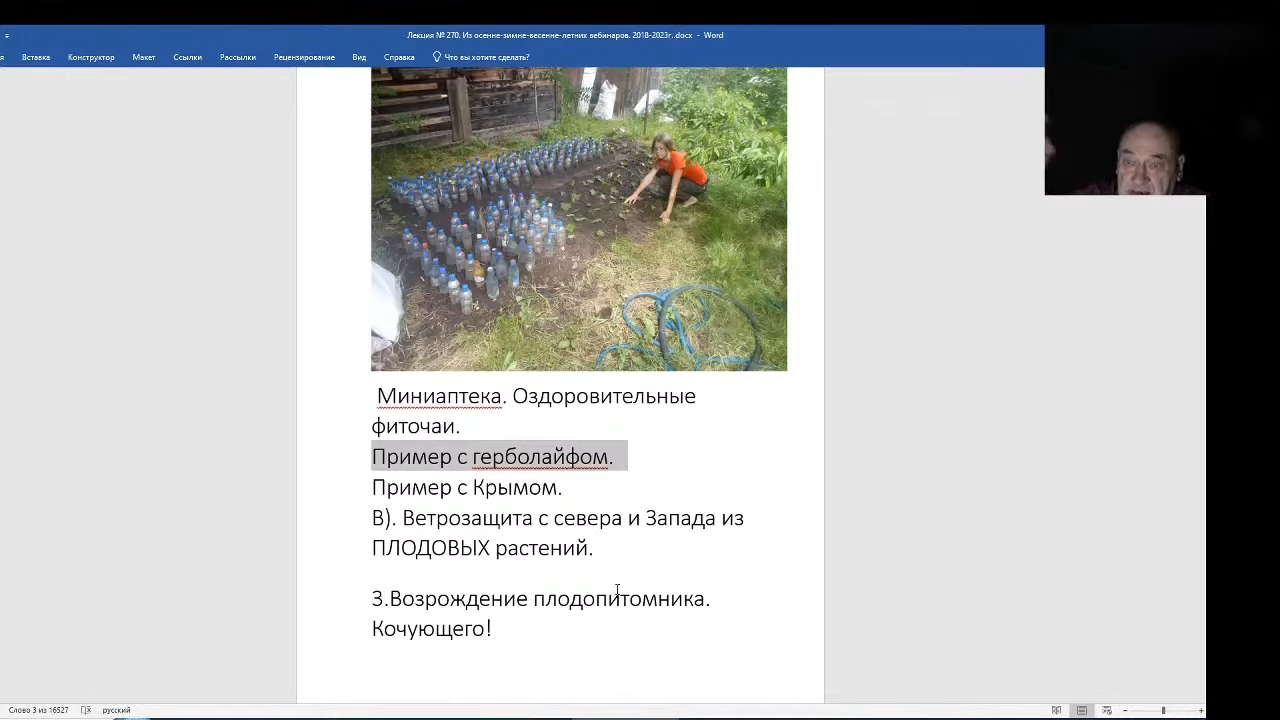 Лекция № 270. Из осенне-зимне-весенне-летних вебинаров. 2018-2023г..docx - Word
Вставка Конструктор Макет Ссылки Рассылки Рецензирование Вид Справка Что вы хотите сделать?
Миниаптека. Оздоровительные
фиточаи.
Пример с герболайфом.
Пример с Крымом.
В). Ветрозащита с севера и Запада из
ПЛОДОВЫХ растений.
3.Возрождение плодопитомника.
Кочующего!
Слово 3 из 16527 русский